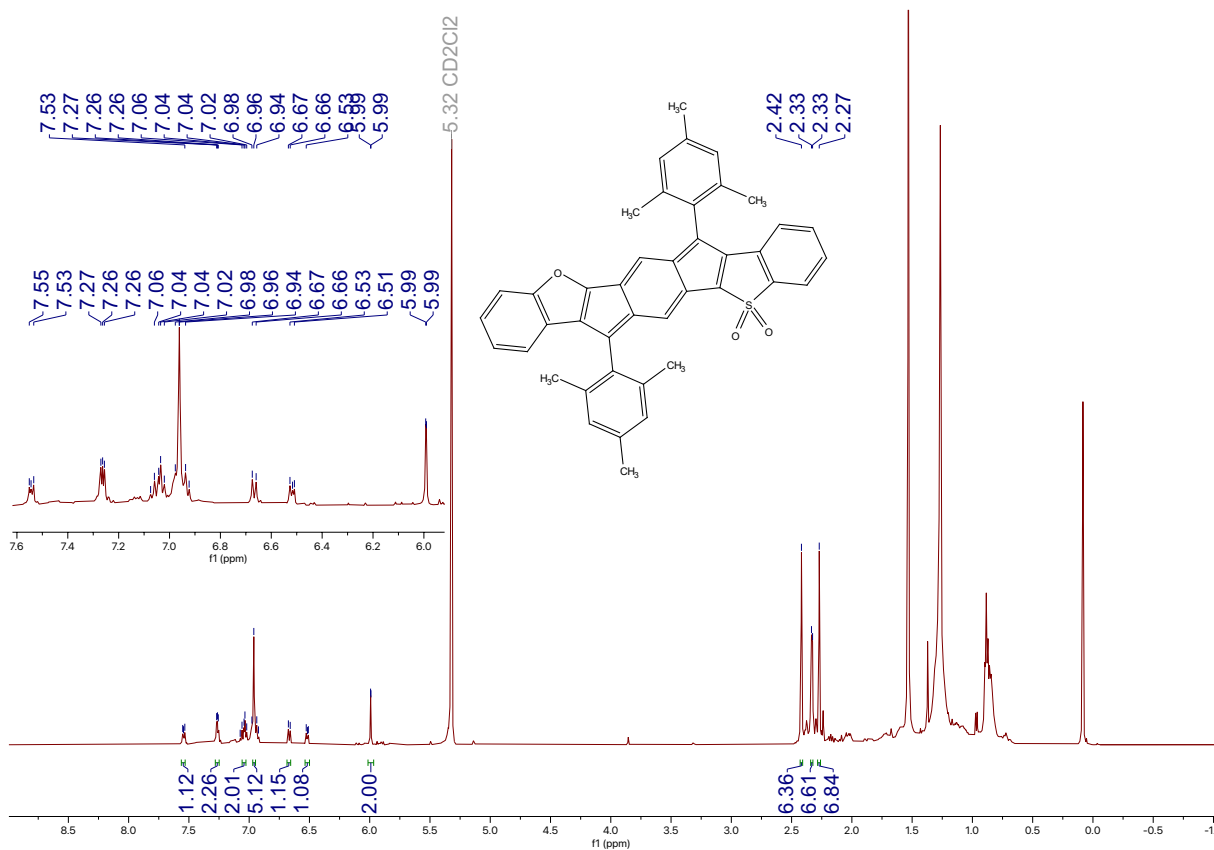 7.53 7.27 7.26 7.26 7.06 7.04 7.04 7.02 6.98 6.96 6.94 6.67 6.66 6.53 5.99 5.99
5.32 CD2Cl2
2.42 2.33 2.33 2.27
7.55 7.53 7.27 7.26 7.26 7.06 7.04 7.04 7.02 6.98 6.96 6.94 6.67 6.66 6.53 6.51 5.99 5.99
H₃C
CH₃
H₃C
O
S
O
O
H₃C
CH₃
CH₃
7.6 7.4 7.2 7.0 6.8 6.6 6.4 6.2 6.0
f1 (ppm)
1.12 2.26 2.01 5.12 1.15 1.08 2.00 6.36 6.61 6.84
8.5 8.0 7.5 7.0 6.5 6.0 5.5 5.0 4.5 4.0 3.5 3.0 2.5 2.0 1.5 1.0 0.5 0.0 -0.5 -1
f1 (ppm)